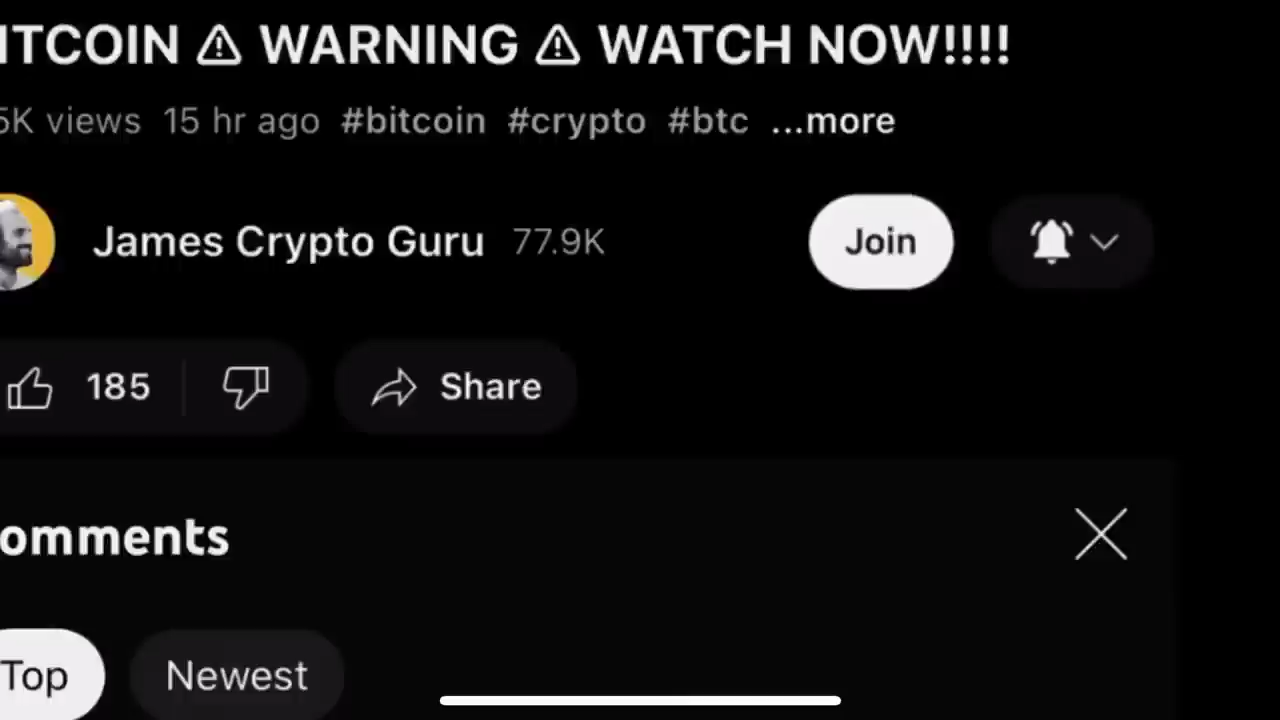 ITCOIN ⚠ WARNING ⚠ WATCH NOW!!!!
5K views 15 hr ago #bitcoin #crypto #btc ...more
James Crypto Guru 77.9K
Join
185
Share
omments
Top
Newest